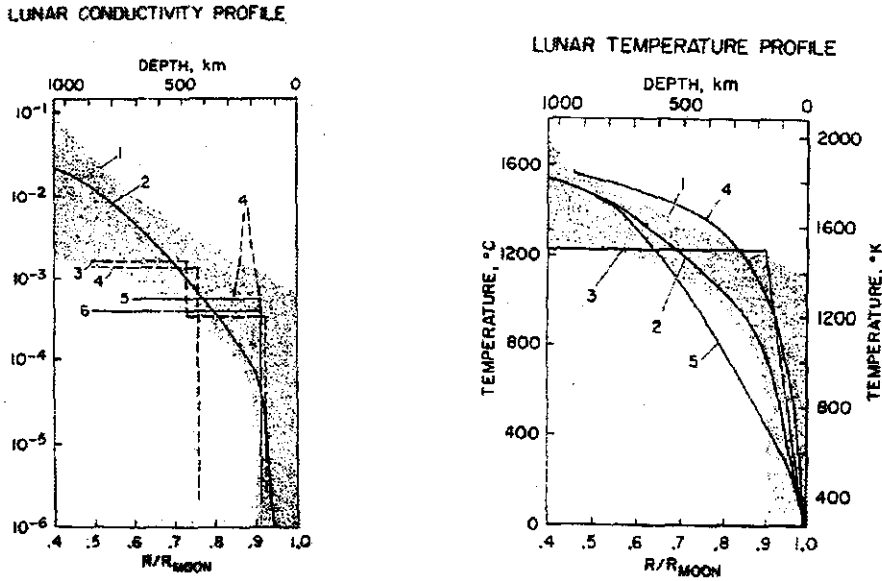 LUNAR CONDUCTIVITY PROFILE
DEPTH, km
1000 500 0
10-1
10-2
10-3
10-4
10-5
10-6
1
2
4
3
4
5
6
.4 .5 .6 .7 .8 .9 1.0
R/RMOON
LUNAR TEMPERATURE PROFILE
DEPTH, km
1000 500 0
TEMPERATURE, °C
1600
1200
800
400
0
1
4
3
2
5
2000
1600
1200
800
400
TEMPERATURE, °K
.4 .5 .6 .7 .8 .9 1.0
R/RMOON